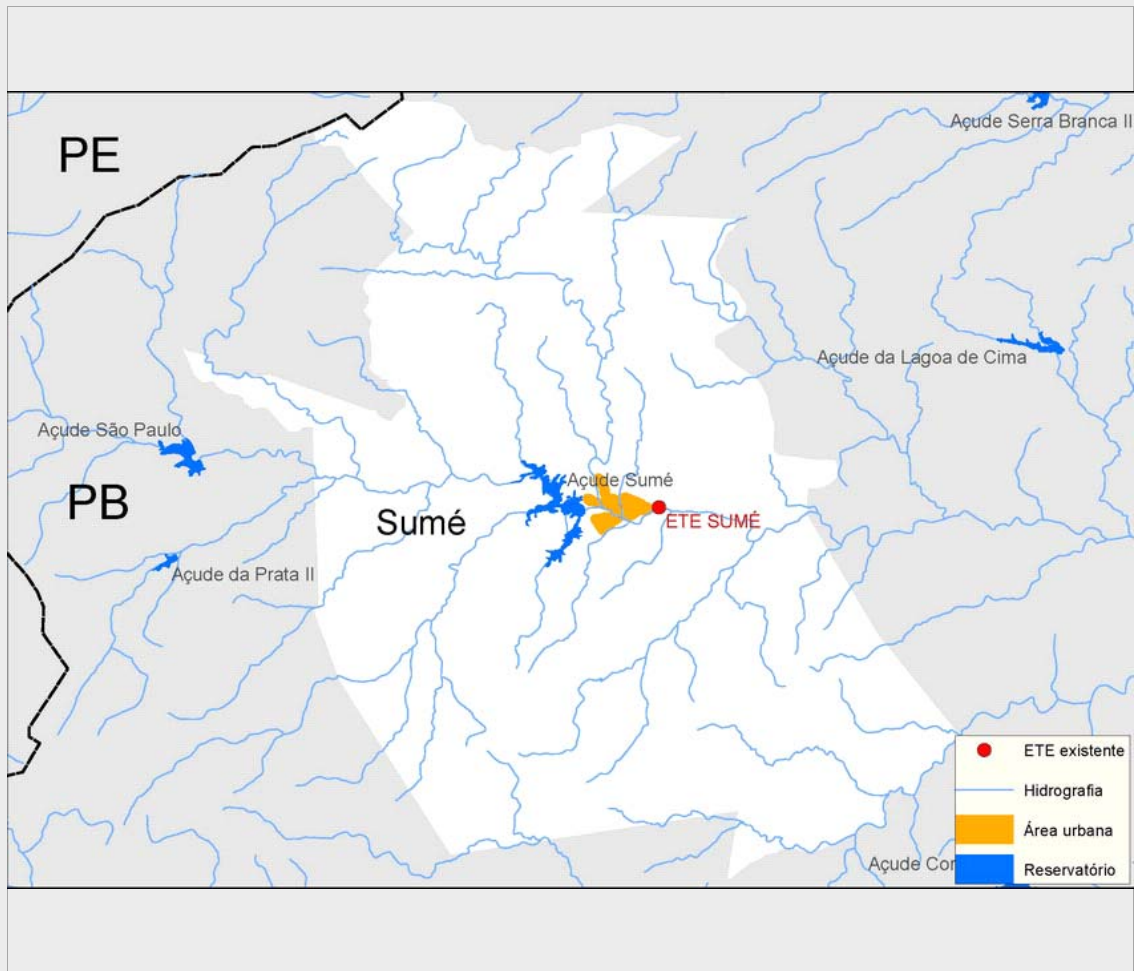 PE
Açude Serra Branca II
Açude da Lagoa de Cima
Açude São Paulo
PB
Açude Sumé
Sumé
ETE SUMÉ
Açude da Prata II
ETE existente
Hidrografia
Área urbana
Açude
Reservatório